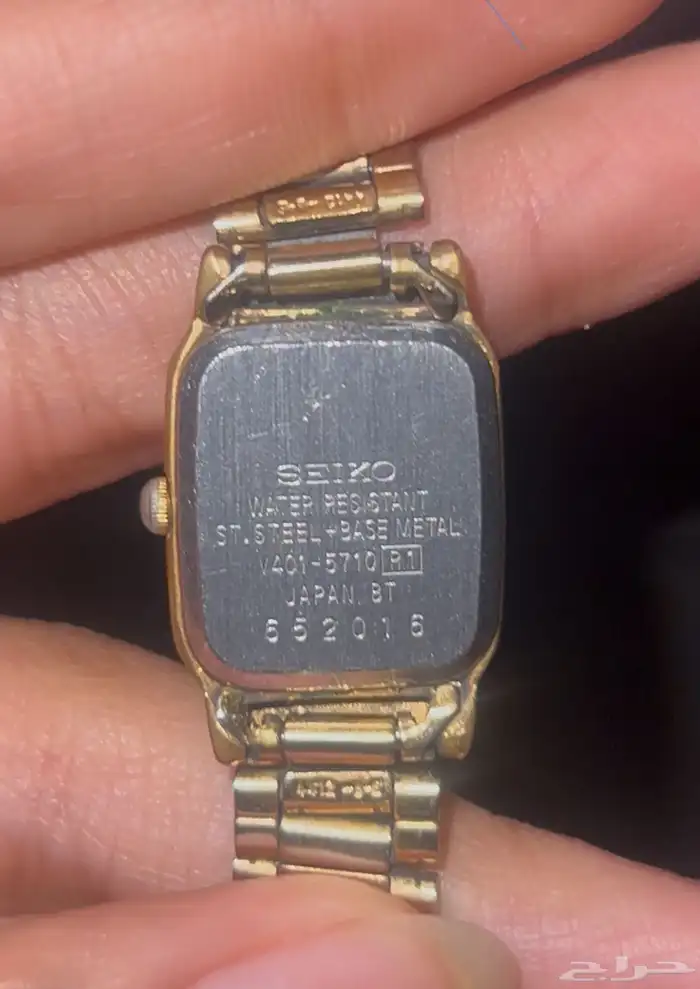 SEIKO
WATER RESISTANT
ST.STEEL+BASE METAL
V401-5710 R1
JAPAN BT
652016
حراج